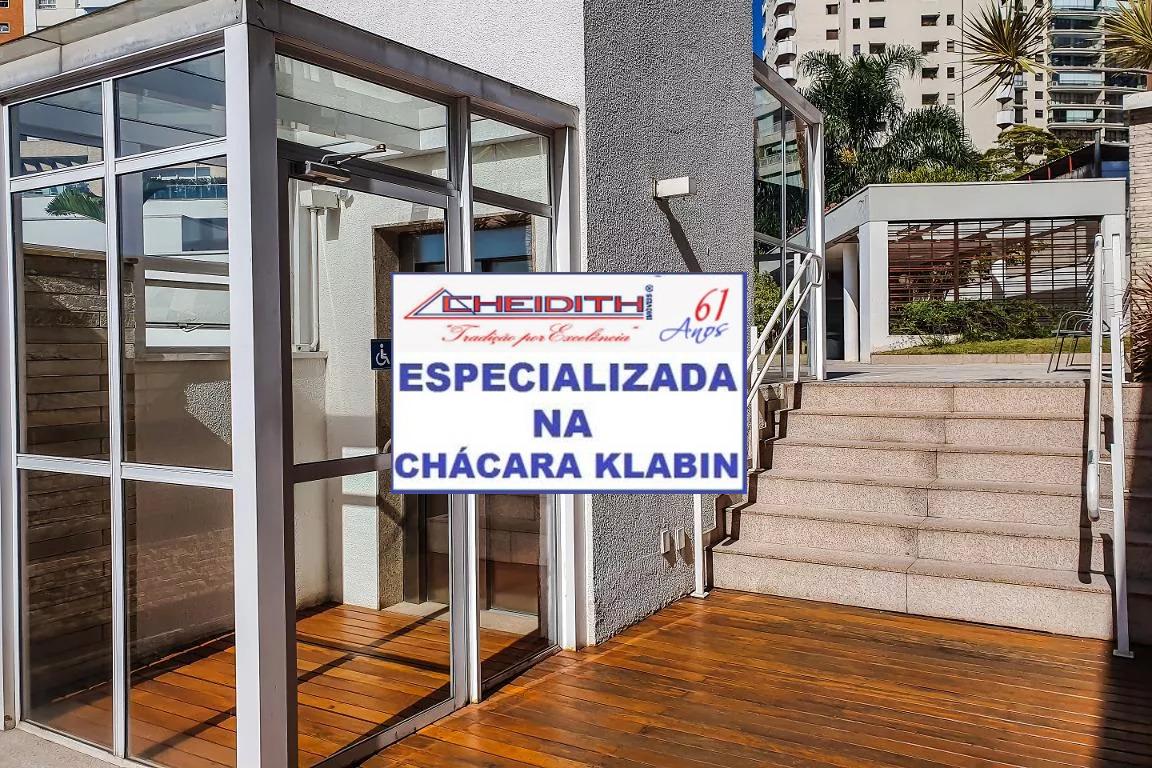 CHEIDITH IMÓVEIS ®
61 Anos
"Tradição por Excelência"
ESPECIALIZADA
NA
CHÁCARA KLABIN